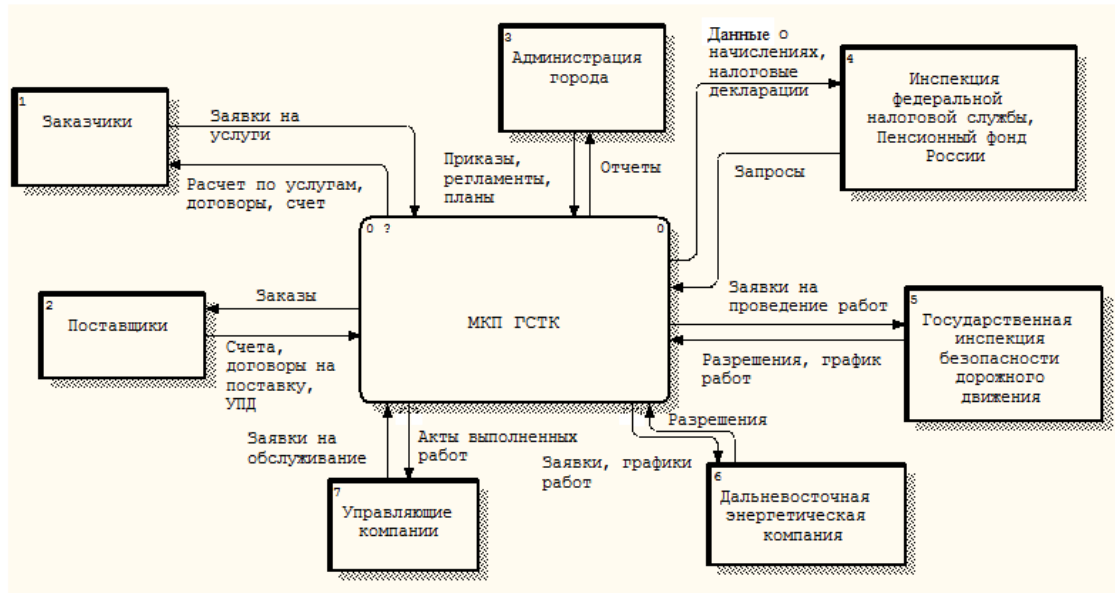 3
Администрация
города
Данные о
начислениях,
налоговые
декларации
4
Инспекция
федеральной
налоговой службы,
Пенсионный фонд
России
1
Заказчики
Заявки на
услуги
Расчет по услугам,
договоры, счет
Приказы,
регламенты,
планы
Отчеты
Запросы
0 ?
0
МКП ГСТК
2
Поставщики
Заказы
Счета,
договоры на
поставку,
УПД
Заявки на
проведение работ
Разрешения, график
работ
5
Государственная
инспекция
безопасности
дорожного
движения
Заявки на
обслуживание
Акты выполненных
работ
Заявки, графики
работ
Разрешения
7
Управляющие
компании
6
Дальневосточная
энергетическая
компания